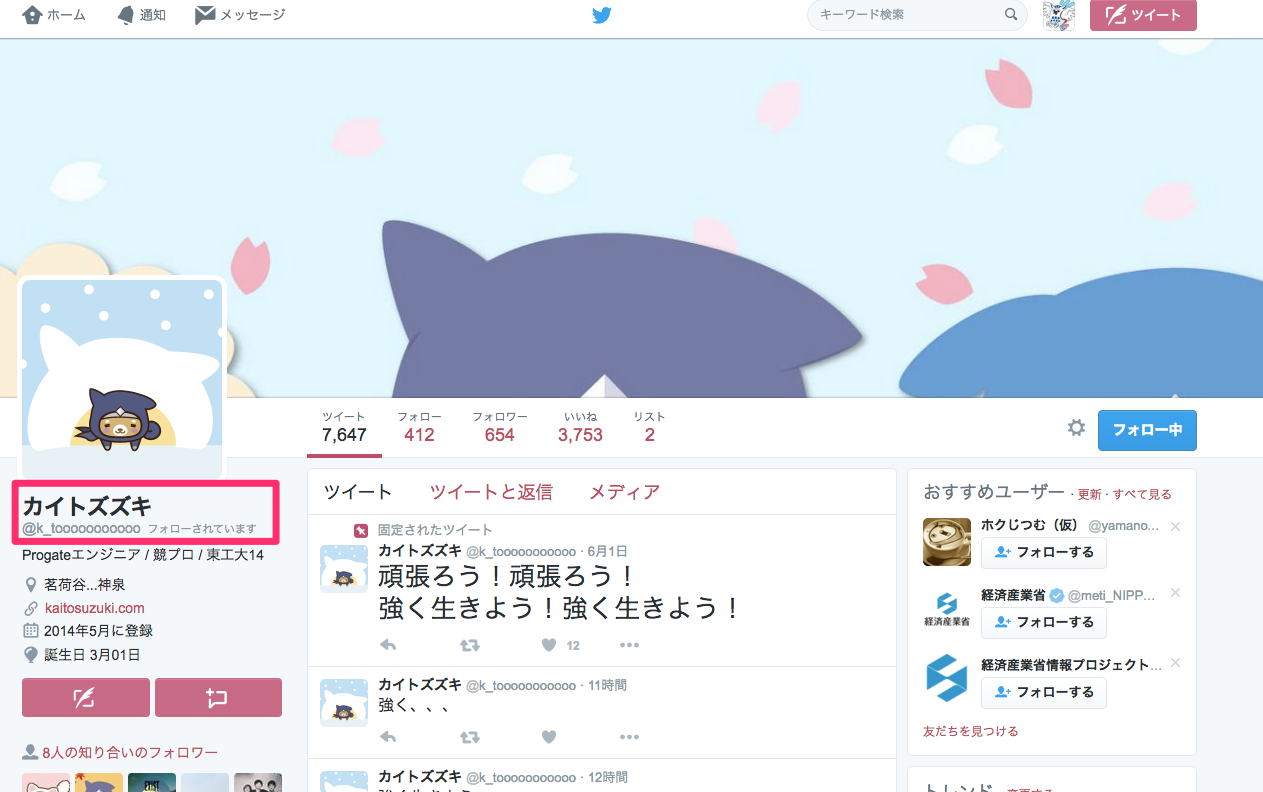 ホーム 通知 メッセージ キーワード検索 ツイート
ツイート フォロー フォロワー いいね リスト
7,647 412 654 3,753 2
フォロー中
カイトズズキ
@k_tooooooooooo フォローされています
Progateエンジニア / 競プロ / 東工大14
茗荷谷...神泉
kaitosuzuki.com
2014年5月に登録
誕生日 3月01日
8人の知り合いのフォロワー
ツイート ツイートと返信 メディア
固定されたツイート
カイトズズキ @k_tooooooooooo · 6月1日
頑張ろう！頑張ろう！
強く生きよう！強く生きよう！
12
カイトズズキ @k_tooooooooooo · 11時間
強く、、、
カイトズズキ @k_tooooooooooo · 12時間
おすすめユーザー · 更新 · すべて見る
ホクじつむ（仮） @yamano...
フォローする
経済産業省 @meti_NIPP...
経済産業省
フォローする
経済産業省情報プロジェクト...
フォローする
友だちを見つける
トレンド · 変更する